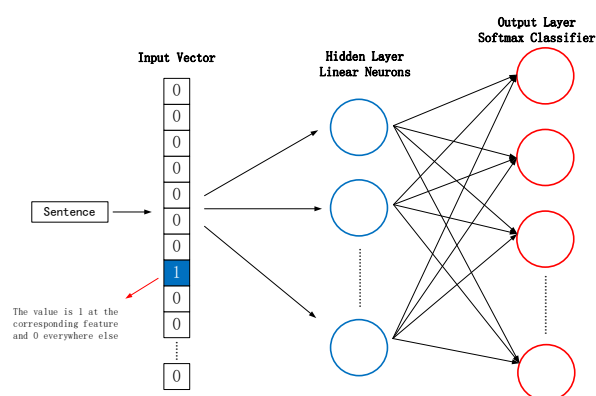 Output Layer
Softmax Classifier
Input Vector
Hidden Layer
Linear Neurons
0
0
0
0
0
0
0
1
0
0
0
Sentence
The value is 1 at the
corresponding feature
and 0 everywhere else